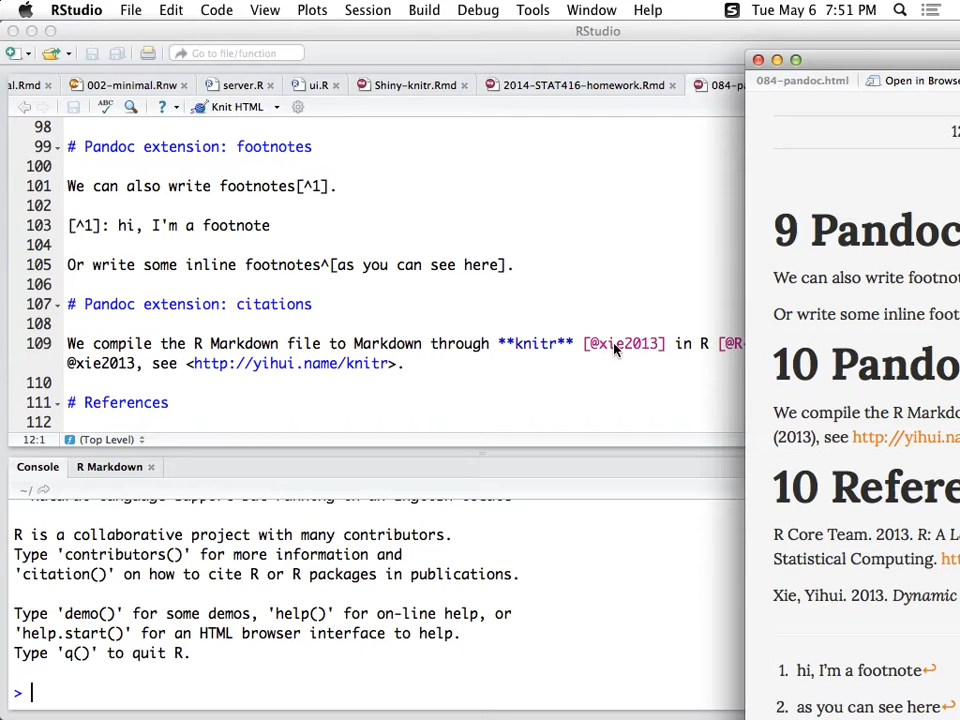 RStudio File Edit Code View Plots Session Build Debug Tools Window Help S Tue May 6 7:51 PM
RStudio
Go to file/function
al.Rmd 002-minimal.Rnw server.R ui.R Shiny-knitr.Rmd 2014-STAT416-homework.Rmd 084-pa
ABC ? Knit HTML
98
99 # Pandoc extension: footnotes
100
101 We can also write footnotes[^1].
102
103 [^1]: hi, I'm a footnote
104
105 Or write some inline footnotes^[as you can see here].
106
107 # Pandoc extension: citations
108
109 We compile the R Markdown file to Markdown through **knitr** [@xie2013] in R [@R-
@xie2013, see <http://yihui.name/knitr>.
110
111 # References
112
12:1 (Top Level)
Console R Markdown
~/
R is a collaborative project with many contributors.
Type 'contributors()' for more information and
'citation()' on how to cite R or R packages in publications.
Type 'demo()' for some demos, 'help()' for on-line help, or
'help.start()' for an HTML browser interface to help.
Type 'q()' to quit R.
>
084-pandoc.html Open in Browse
12
9 Pandoc
We can also write footno
Or write some inline foot
10 Pando
We compile the R Markdo
(2013), see http://yihui.na
10 Refere
R Core Team. 2013. R: A L
Statistical Computing. htt
Xie, Yihui. 2013. Dynamic
1. hi, I'm a footnote↩
2. as you can see here↩